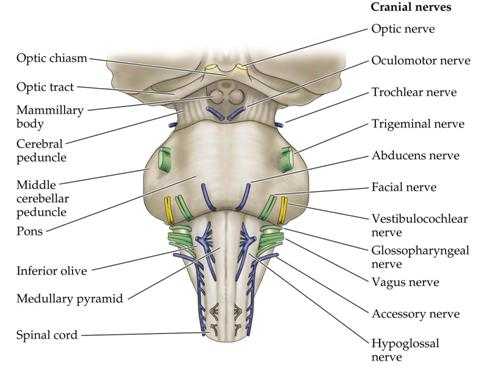 Cranial nerves
Optic nerve
Optic chiasm
Oculomotor nerve
Optic tract
Trochlear nerve
Mammillary
body
Trigeminal nerve
Cerebral
peduncle
Abducens nerve
Middle
cerebellar
peduncle
Facial nerve
Vestibulocochlear
nerve
Pons
Glossopharyngeal
nerve
Inferior olive
Vagus nerve
Medullary pyramid
Accessory nerve
Spinal cord
Hypoglossal
nerve